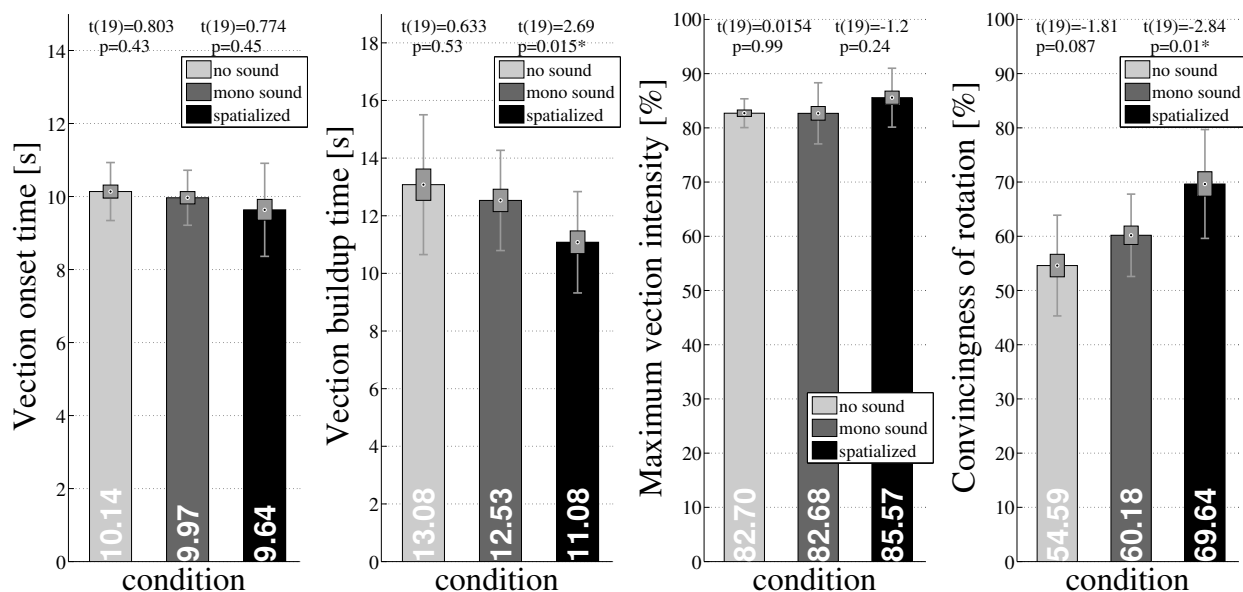 t(19)=0.803 t(19)=0.774
p=0.43 p=0.45
no sound
mono sound
spatialized
Vection onset time [s]
14
12
10
8
6
4
2
0
10.14
9.97
9.64
condition
t(19)=0.633 t(19)=2.69
p=0.53 p=0.015*
no sound
mono sound
spatialized
Vection buildup time [s]
18
16
14
12
10
8
6
4
2
0
13.08
12.53
11.08
condition
t(19)=0.0154 t(19)=-1.2
p=0.99 p=0.24
Maximum vection intensity [%]
100
90
80
70
60
50
40
30
20
10
0
no sound
mono sound
spatialized
82.70
82.68
85.57
condition
t(19)=-1.81 t(19)=-2.84
p=0.087 p=0.01*
no sound
mono sound
spatialized
Convincingness of rotation [%]
100
90
80
70
60
50
40
30
20
10
0
54.59
60.18
69.64
condition